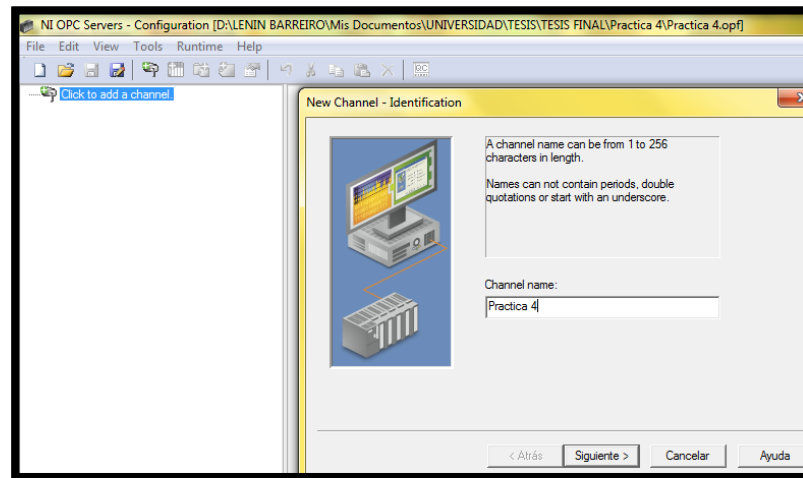 NI OPC Servers - Configuration [D:\LENIN BARREIRO\Mis Documentos\UNIVERSIDAD\TESIS\TESIS FINAL\Practica 4\Practica 4.opf]
File Edit View Tools Runtime Help
Click to add a channel.
New Channel - Identification
A channel name can be from 1 to 256
characters in length.
Names can not contain periods, double
quotations or start with an underscore.
Channel name:
Practica 4
< Atrás Siguiente > Cancelar Ayuda